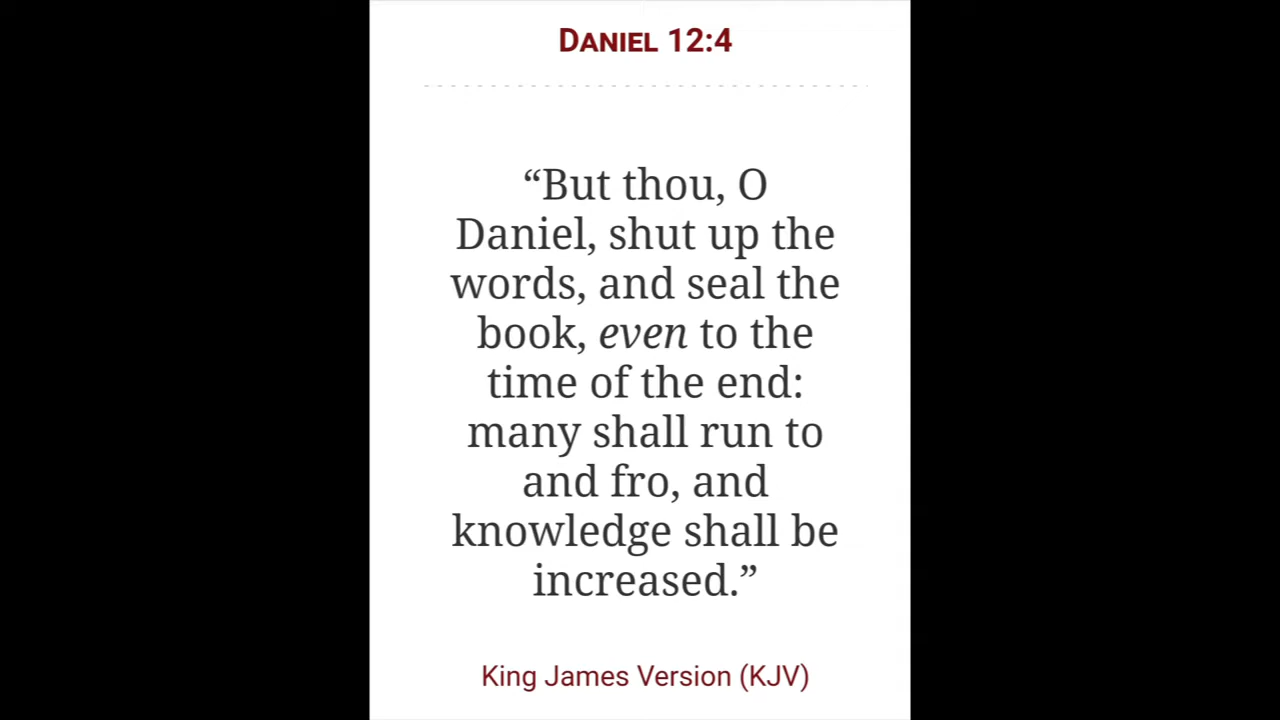 DANIEL 12:4
“But thou, O
Daniel, shut up the
words, and seal the
book, even to the
time of the end:
many shall run to
and fro, and
knowledge shall be
increased.”
King James Version (KJV)